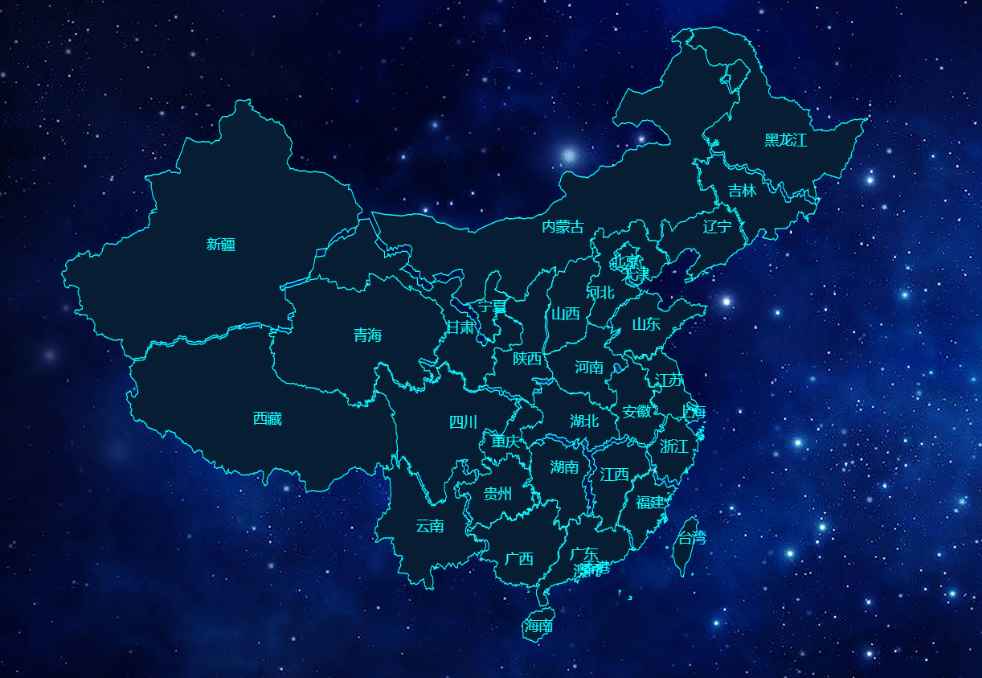 黑龙江
吉林
辽宁
内蒙古
新疆
北京
天津
河北
宁夏
山西
山东
甘肃
青海
陕西
河南
江苏
上海
安徽
西藏
四川
湖北
重庆
浙江
湖南
江西
贵州
福建
云南
台湾
广西
广东
香港
澳门
海南